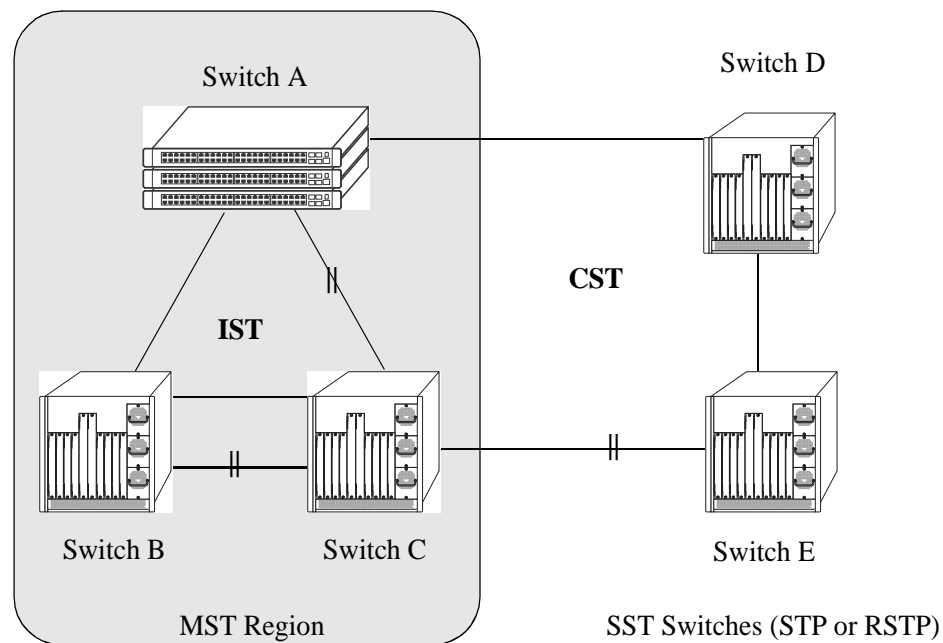 Switch A
Switch D
CST
IST
Switch B
Switch C
Switch E
MST Region
SST Switches (STP or RSTP)